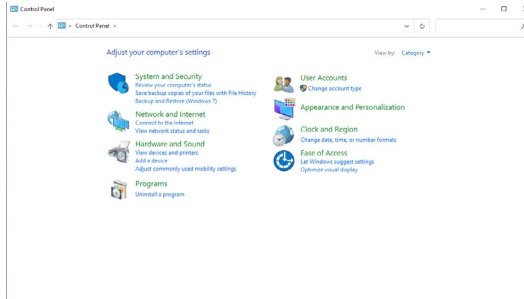 Control Panel
Control Panel
Adjust your computer's settings
View by: Category
System and Security
Review your computer's status
Save backup copies of your files with File History
Backup and Restore (Windows 7)
Network and Internet
Connect to the Internet
View network status and tasks
Hardware and Sound
View devices and printers
Add a device
Adjust commonly used mobility settings
Programs
Uninstall a program
User Accounts
Change account type
Appearance and Personalization
Clock and Region
Change date, time, or number formats
Ease of Access
Let Windows suggest settings
Optimize visual display